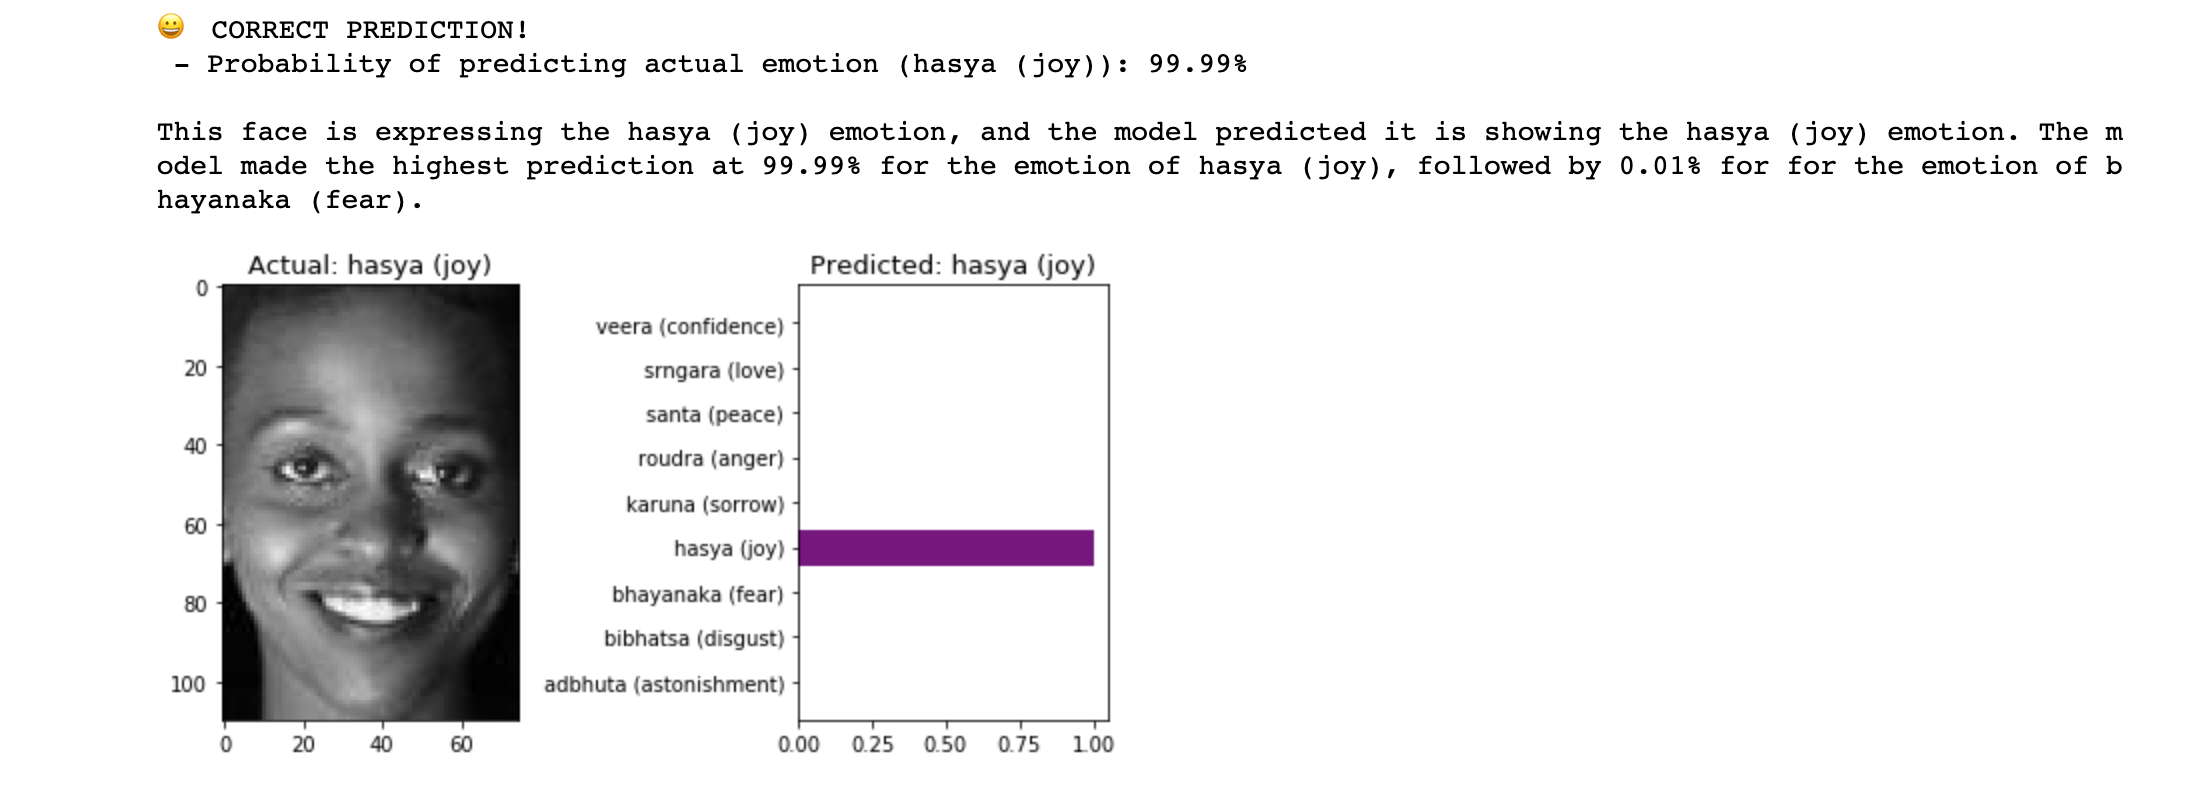 😀 CORRECT PREDICTION!
- Probability of predicting actual emotion (hasya (joy)): 99.99%
This face is expressing the hasya (joy) emotion, and the model predicted it is showing the hasya (joy) emotion. The m
odel made the highest prediction at 99.99% for the emotion of hasya (joy), followed by 0.01% for for the emotion of b
hayanaka (fear).
Actual: hasya (joy)
0
20
40
60
80
100
0 20 40 60
Predicted: hasya (joy)
veera (confidence)
srngara (love)
santa (peace)
roudra (anger)
karuna (sorrow)
hasya (joy)
bhayanaka (fear)
bibhatsa (disgust)
adbhuta (astonishment)
0.00 0.25 0.50 0.75 1.00